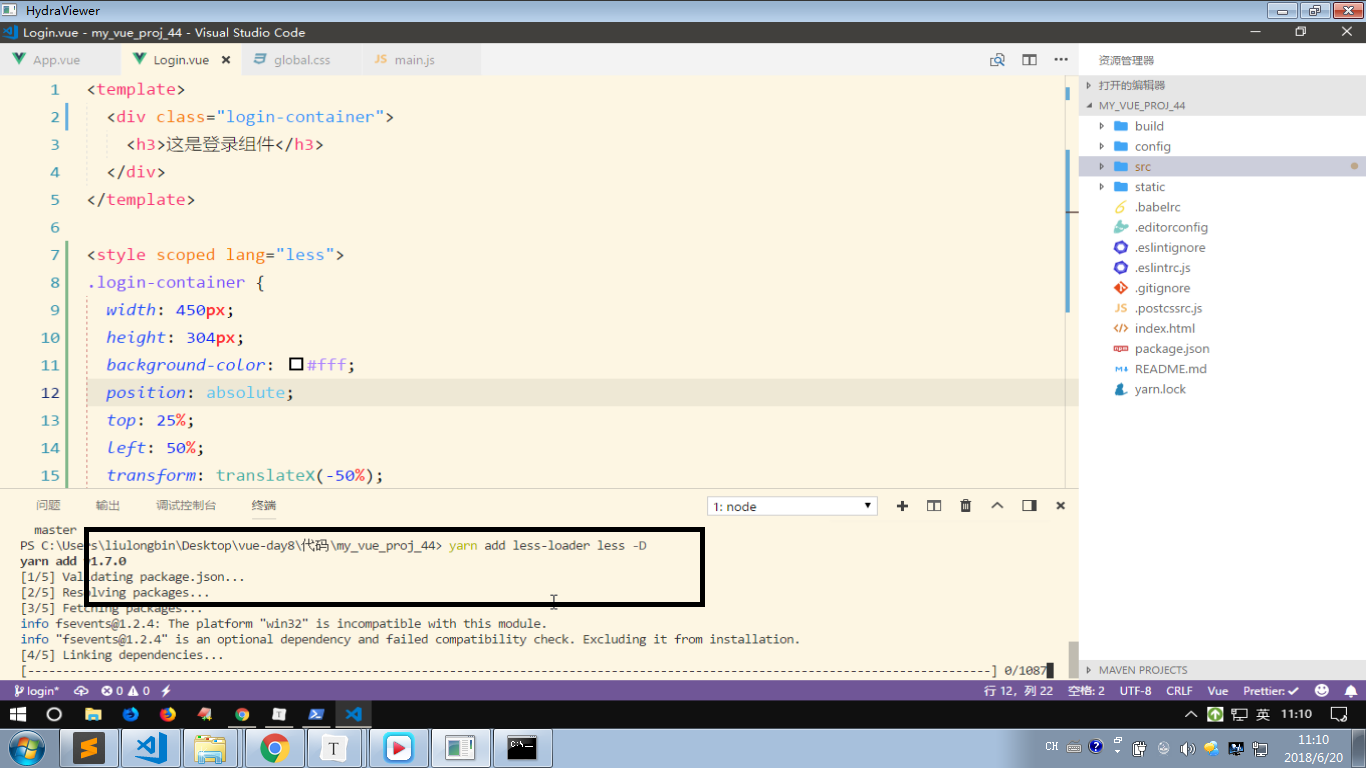 HydraViewer
Login.vue - my_vue_proj_44 - Visual Studio Code
App.vue
Login.vue
global.css
JS main.js
资源管理器
打开的编辑器
MY_VUE_PROJ_44
build
config
src
static
.babelrc
.editorconfig
.eslintignore
.eslintrc.js
.gitignore
JS .postcssrc.js
index.html
package.json
README.md
yarn.lock
MAVEN PROJECTS
1 <template>
2 <div class="login-container">
3 <h3>这是登录组件</h3>
4 </div>
5 </template>
6
7 <style scoped lang="less">
8 .login-container {
9 width: 450px;
10 height: 304px;
11 background-color: #fff;
12 position: absolute;
13 top: 25%;
14 left: 50%;
15 transform: translateX(-50%);
问题 输出 调试控制台 终端 1: node
master
PS C:\Users\liulongbin\Desktop\vue-day8\代码\my_vue_proj_44> yarn add less-loader less -D
yarn add v1.7.0
[1/5] Validating package.json...
[2/5] Resolving packages...
[3/5] Fetching packages...
info fsevents@1.2.4: The platform "win32" is incompatible with this module.
info "fsevents@1.2.4" is an optional dependency and failed compatibility check. Excluding it from installation.
[4/5] Linking dependencies...
[--------------------------------------------------------------------------------------------------------------------------------------] 0/1087
login* 0 0 行 12，列 22 空格: 2 UTF-8 CRLF Vue Prettier: ✓
英 11:10
CH 11:10
2018/6/20